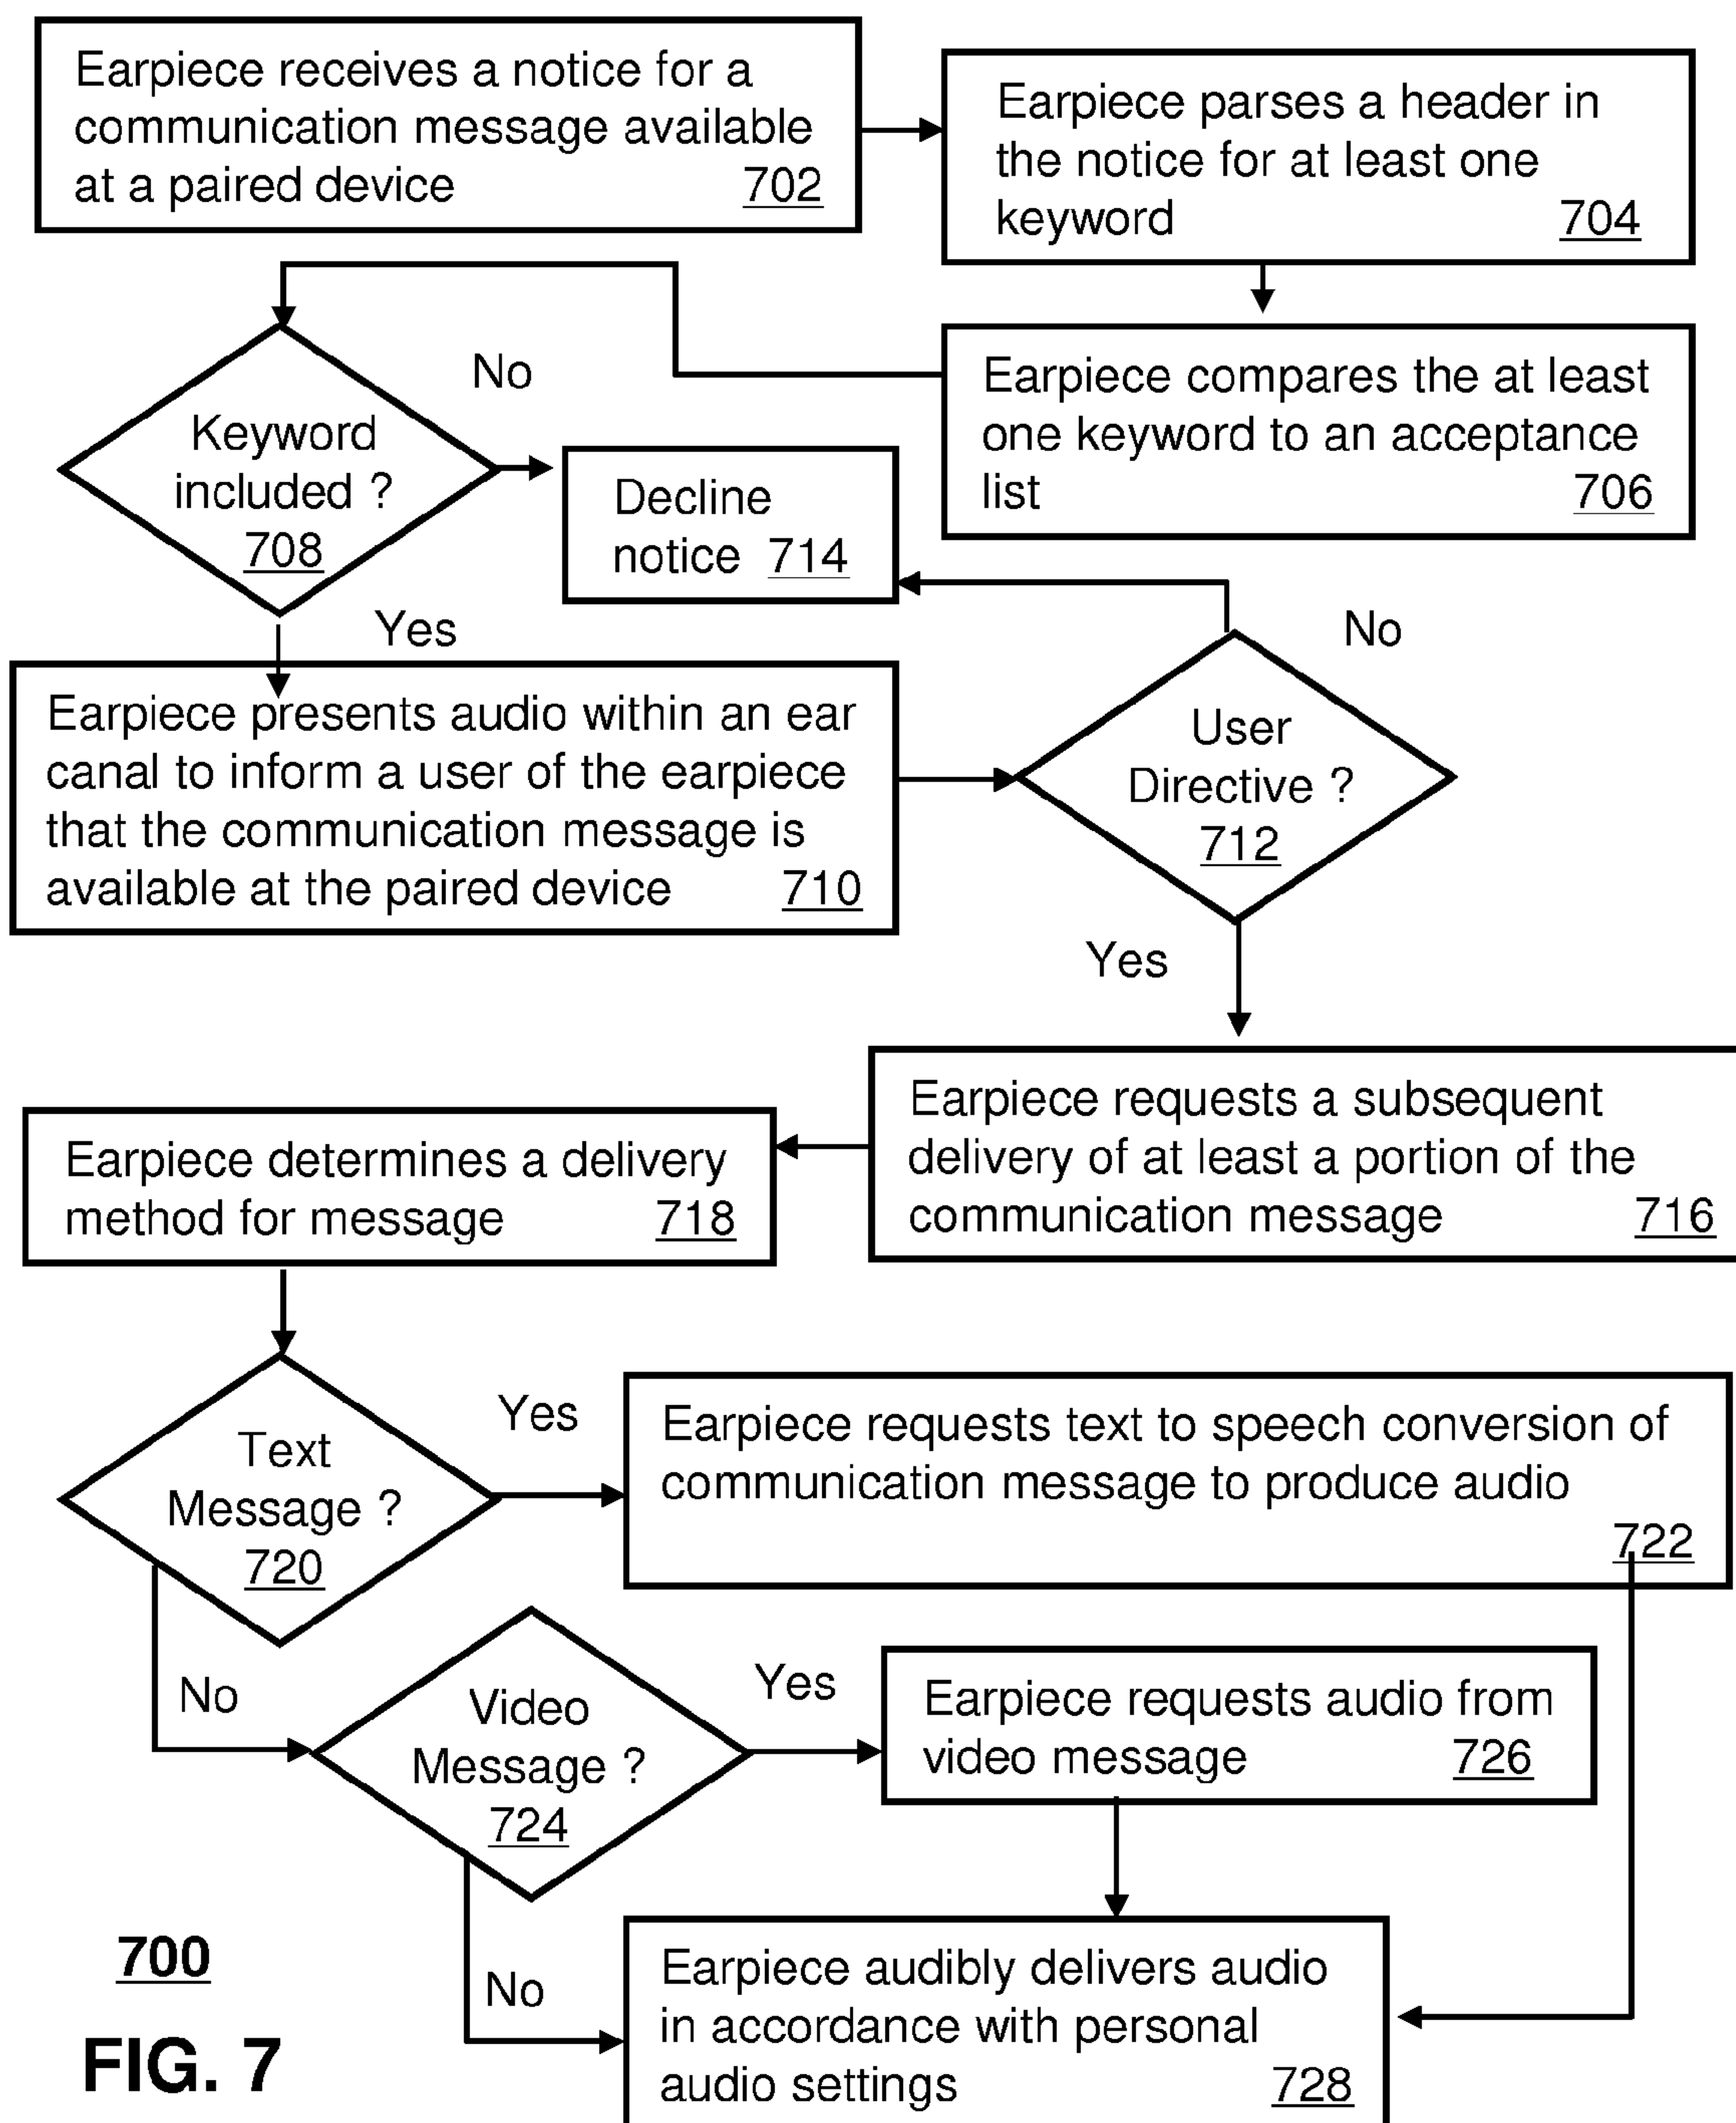 Earpiece receives a notice for a
communication message available
at a paired device 702
Earpiece parses a header in
the notice for at least one
keyword 704
Earpiece compares the at least
one keyword to an acceptance
list 706
Keyword
included ?
708
No
Decline
notice 714
Yes
Earpiece presents audio within an ear
canal to inform a user of the earpiece
that the communication message is
available at the paired device 710
User
Directive ?
712
No
Yes
Earpiece requests a subsequent
delivery of at least a portion of the
communication message 716
Earpiece determines a delivery
method for message 718
Text
Message ?
720
Yes
Earpiece requests text to speech conversion of
communication message to produce audio
722
No
Video
Message ?
724
Yes
Earpiece requests audio from
video message 726
No
Earpiece audibly delivers audio
in accordance with personal
audio settings 728
700
FIG. 7